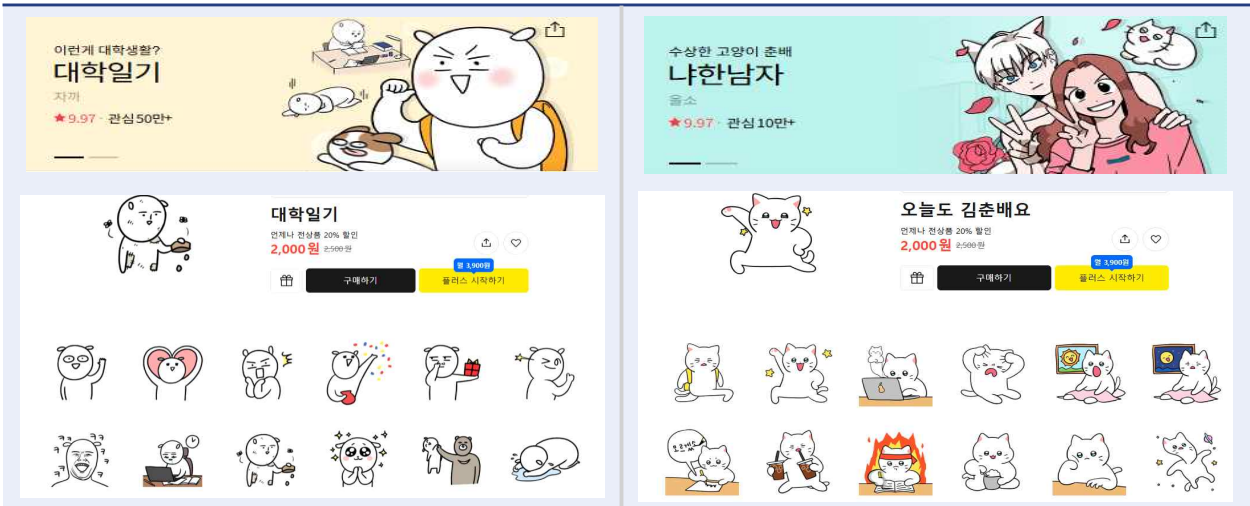 이런게 대학생활?
대학일기
자까
★9.97 · 관심50만+
대학일기
언제나 전상품 20% 할인
2,000원 2,500원
월 3,900원
구매하기
플러스 시작하기
ㅋㅋ
ㅋㅋ
ㅋ
ㅋ
수상한 고양이 춘배
냐한남자
올소
★9.97 · 관심10만+
오늘도 김춘배요
언제나 전상품 20% 할인
2,000원 2,500원
월 3,900원
구매하기
플러스 시작하기